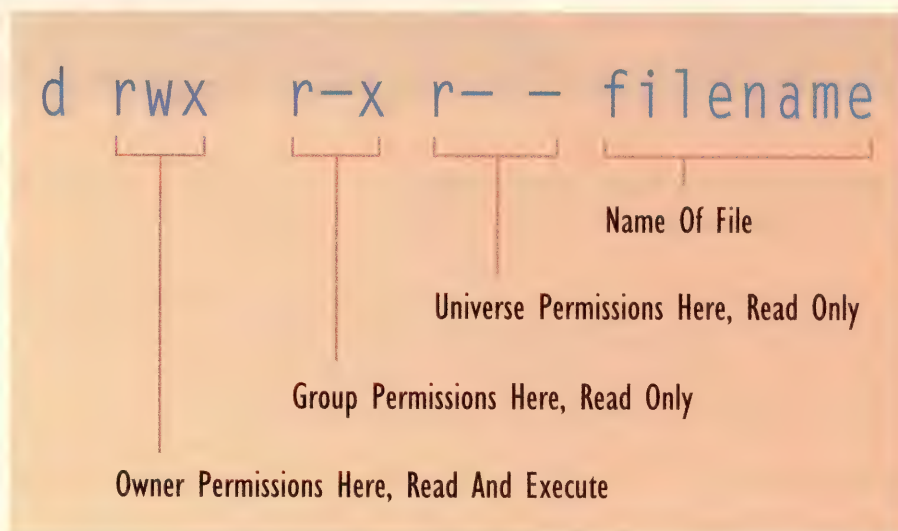 d rwx r-x r-- filename
Name Of File
Universe Permissions Here, Read Only
Group Permissions Here, Read Only
Owner Permissions Here, Read And Execute